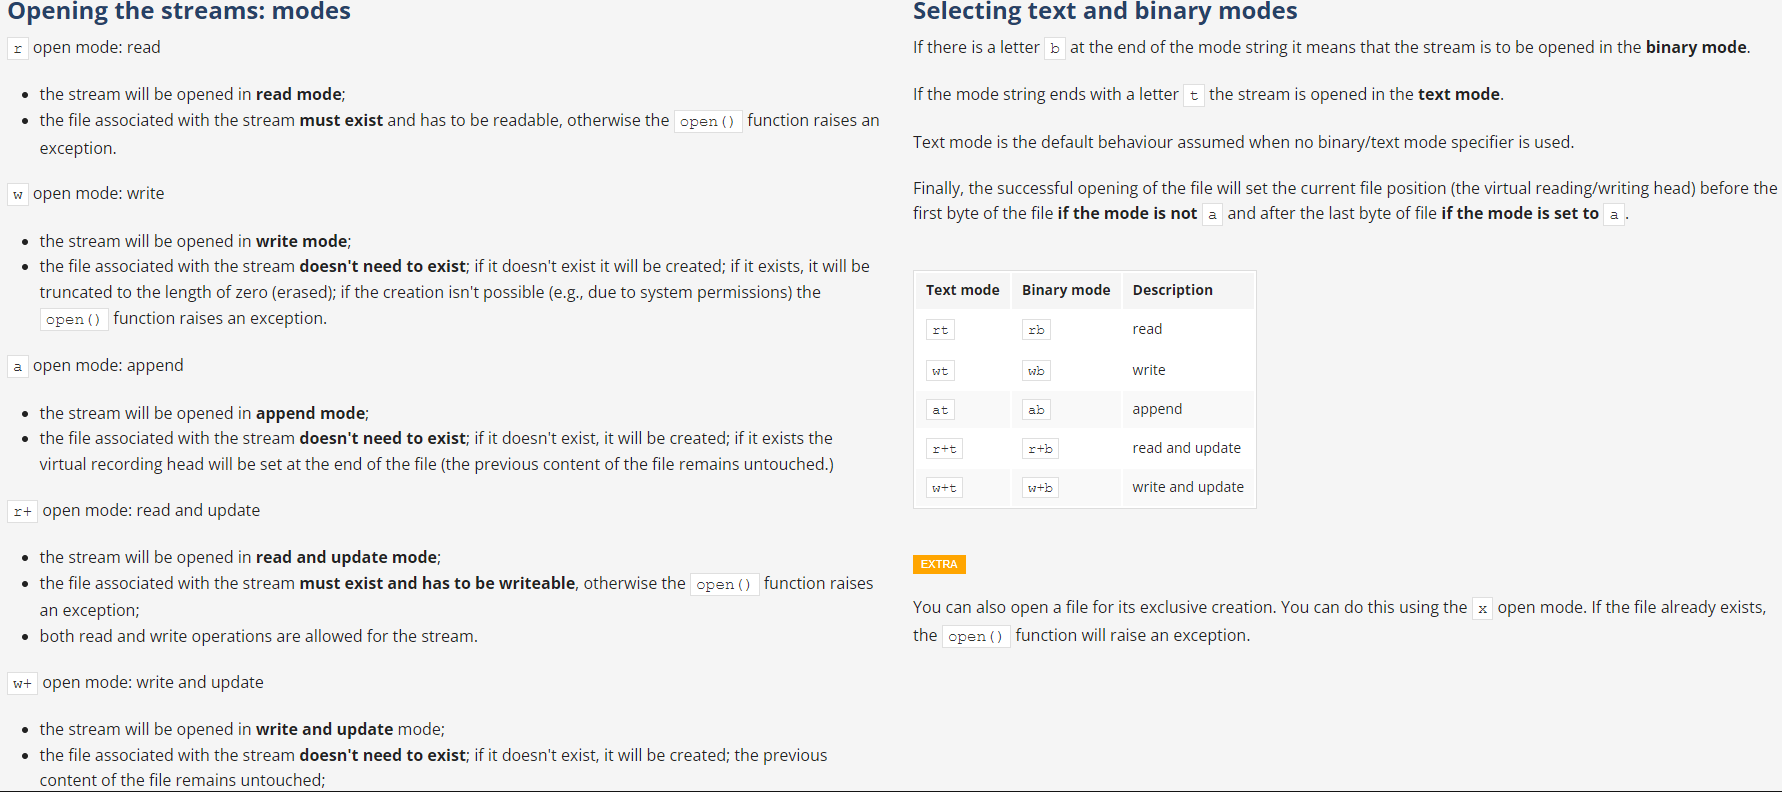 Opening the streams: modes
r open mode: read
• the stream will be opened in read mode;
• the file associated with the stream must exist and has to be readable, otherwise the open() function raises an
exception.
w open mode: write
• the stream will be opened in write mode;
• the file associated with the stream doesn't need to exist; if it doesn't exist it will be created; if it exists, it will be
truncated to the length of zero (erased); if the creation isn't possible (e.g., due to system permissions) the
open() function raises an exception.
a open mode: append
• the stream will be opened in append mode;
• the file associated with the stream doesn't need to exist; if it doesn't exist, it will be created; if it exists the
virtual recording head will be set at the end of the file (the previous content of the file remains untouched.)
r+ open mode: read and update
• the stream will be opened in read and update mode;
• the file associated with the stream must exist and has to be writeable, otherwise the open() function raises
an exception;
• both read and write operations are allowed for the stream.
w+ open mode: write and update
• the stream will be opened in write and update mode;
• the file associated with the stream doesn't need to exist; if it doesn't exist, it will be created; the previous
content of the file remains untouched;
Selecting text and binary modes
If there is a letter b at the end of the mode string it means that the stream is to be opened in the binary mode.
If the mode string ends with a letter t the stream is opened in the text mode.
Text mode is the default behaviour assumed when no binary/text mode specifier is used.
Finally, the successful opening of the file will set the current file position (the virtual reading/writing head) before the
first byte of the file if the mode is not a and after the last byte of file if the mode is set to a.
Text mode Binary mode Description
rt rb read
wt wb write
at ab append
r+t r+b read and update
w+t w+b write and update
EXTRA
You can also open a file for its exclusive creation. You can do this using the x open mode. If the file already exists,
the open() function will raise an exception.